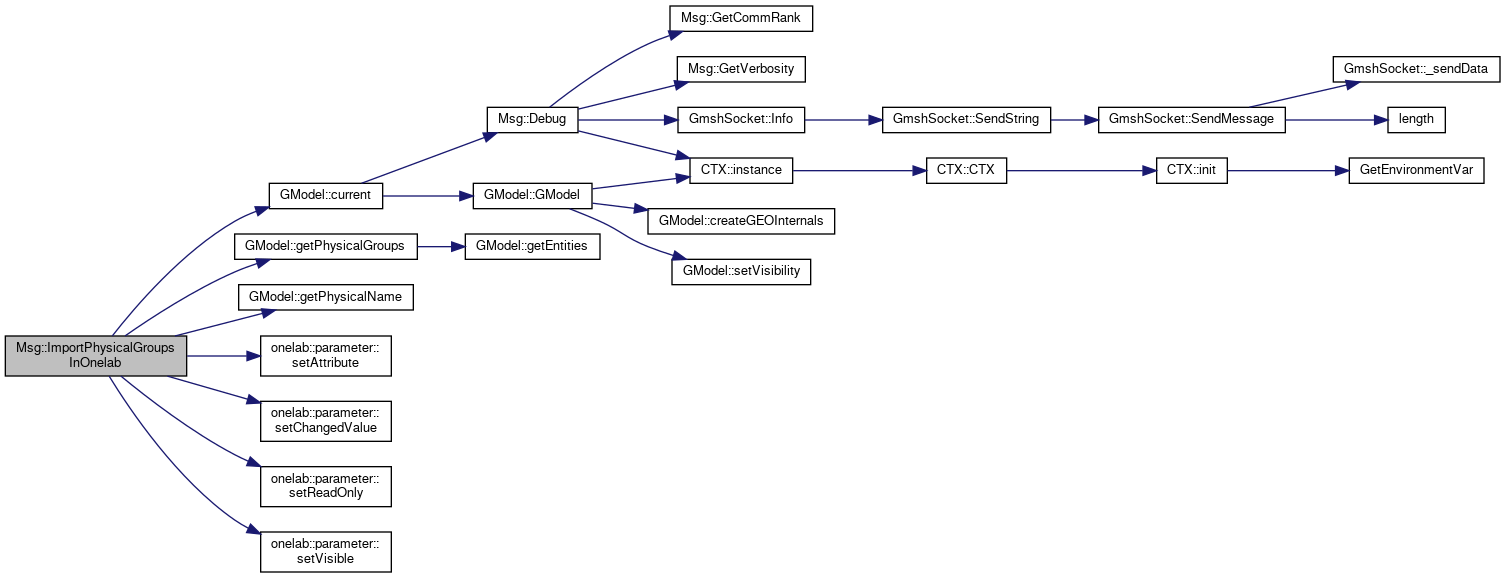 Msg::GetCommRank
Msg::GetVerbosity
GmshSocket::_sendData
Msg::Debug
GmshSocket::Info
GmshSocket::SendString
GmshSocket::SendMessage
length
CTX::instance
CTX::CTX
CTX::init
GetEnvironmentVar
GModel::current
GModel::GModel
GModel::createGEOInternals
GModel::getPhysicalGroups
GModel::getEntities
GModel::setVisibility
GModel::getPhysicalName
Msg::ImportPhysicalGroups
InOnelab
onelab::parameter::
setAttribute
onelab::parameter::
setChangedValue
onelab::parameter::
setReadOnly
onelab::parameter::
setVisible